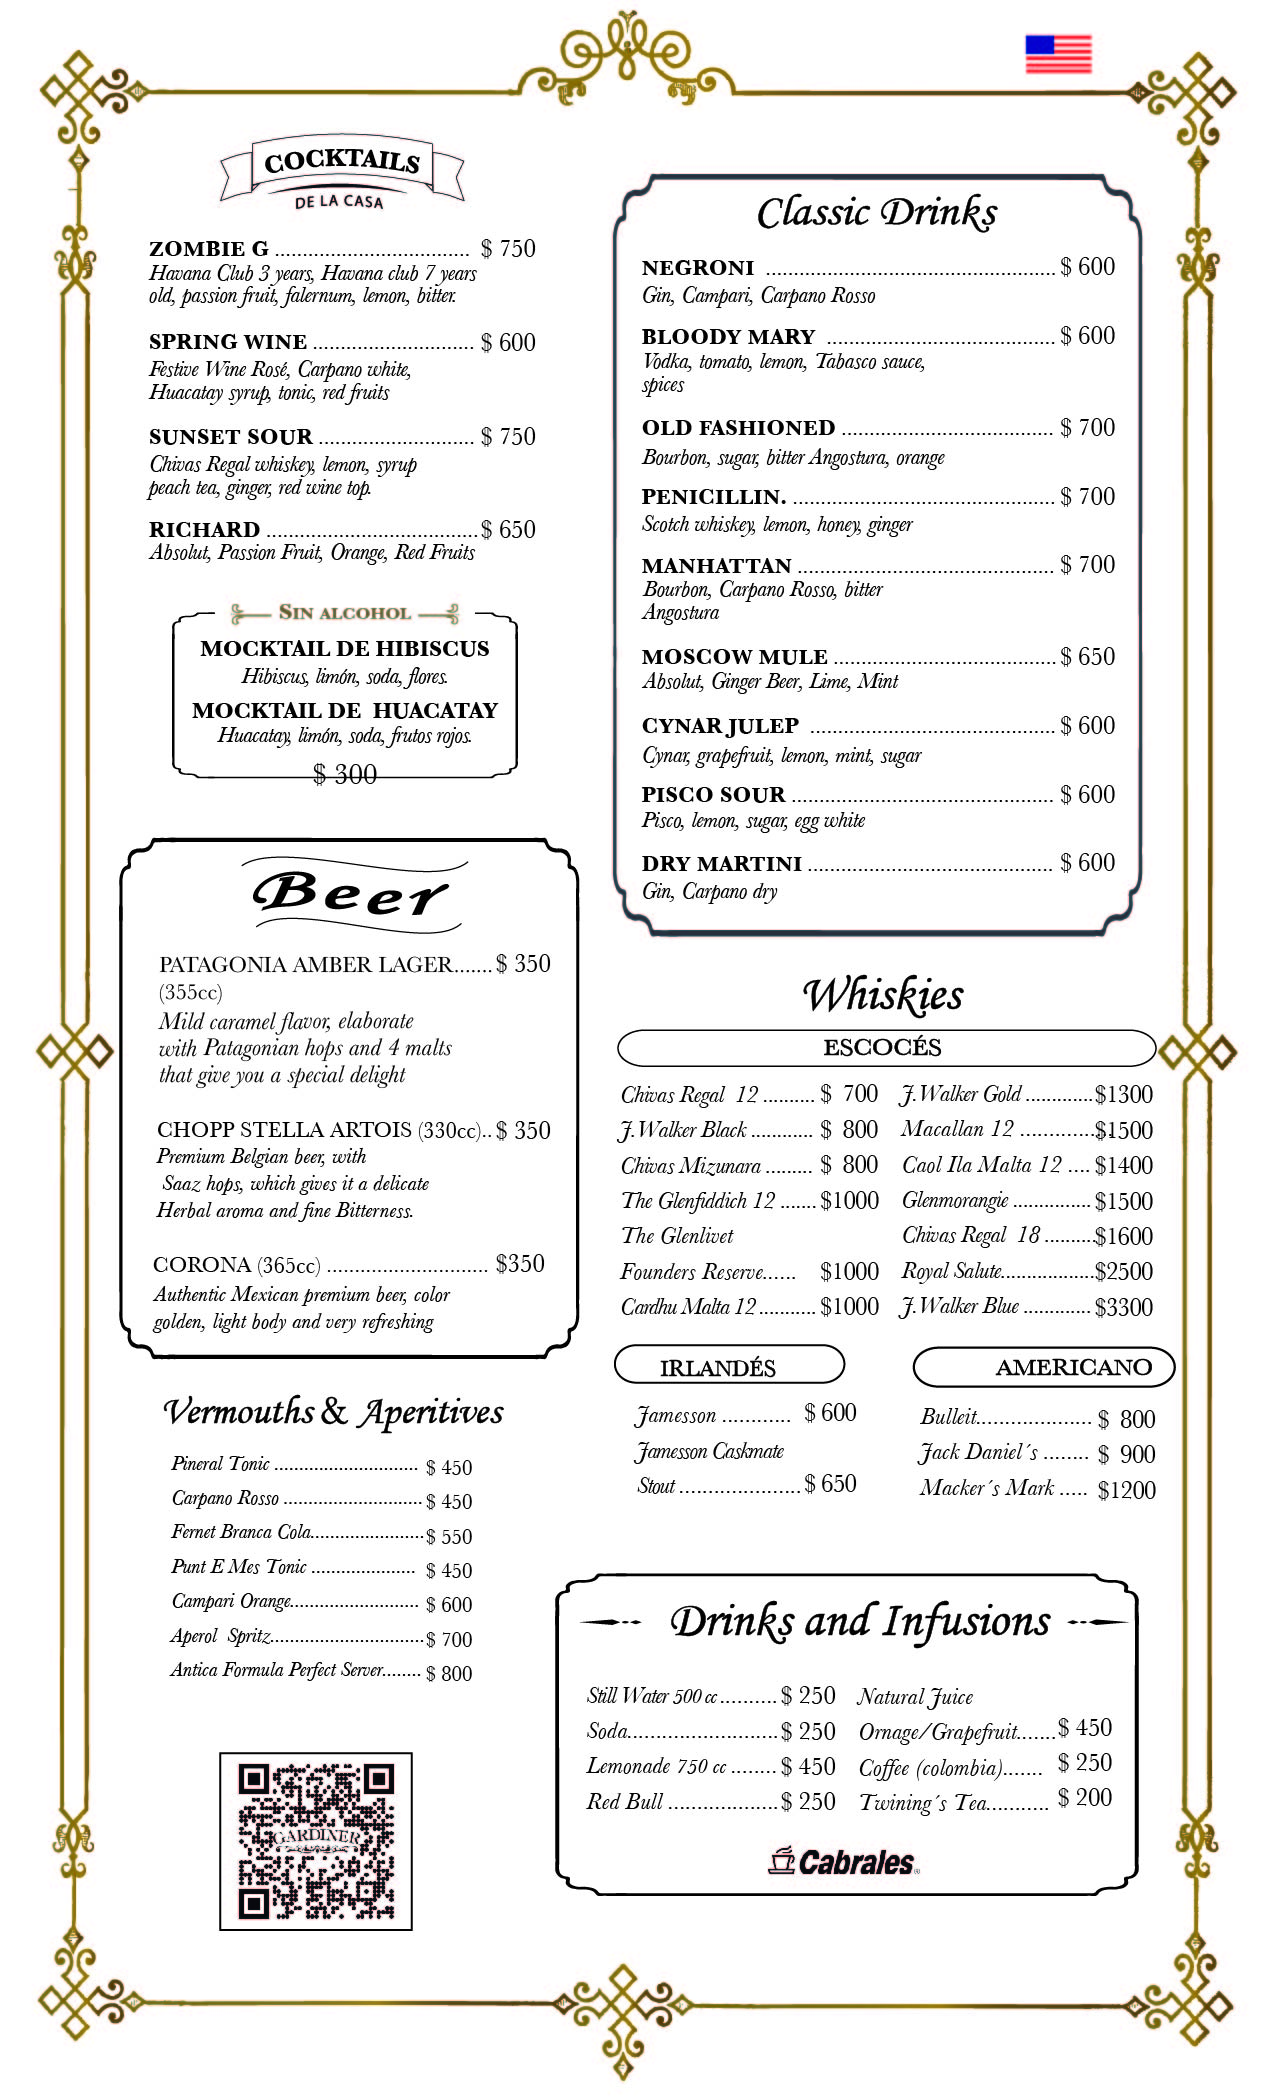 COCKTAILS
DE LA CASA
ZOMBIE G ................................... $ 750
Havana Club 3 years, Havana club 7 years
old, passion fruit, falernum, lemon, bitter.
SPRING WINE ............................. $ 600
Festive Wine Rosé, Carpano white,
Huacatay syrup, tonic, red fruits
SUNSET SOUR ............................ $ 750
Chivas Regal whiskey, lemon, syrup
peach tea, ginger, red wine top.
RICHARD ...................................... $ 650
Absolut, Passion Fruit, Orange, Red Fruits
SIN ALCOHOL
MOCKTAIL DE HIBISCUS
Hibiscus, limón, soda, flores.
MOCKTAIL DE HUACATAY
Huacatay, limón, soda, frutos rojos.
$ 300
Beer
PATAGONIA AMBER LAGER....... $ 350
(355cc)
Mild caramel flavor, elaborate
with Patagonian hops and 4 malts
that give you a special delight
CHOPP STELLA ARTOIS (330cc).. $ 350
Premium Belgian beer, with
Saaz hops, which gives it a delicate
Herbal aroma and fine Bitterness.
CORONA (365cc) ............................. $350
Authentic Mexican premium beer, color
golden, light body and very refreshing
Vermouths & Aperitives
Pineral Tonic ............................. $ 450
Carpano Rosso ............................ $ 450
Fernet Branca Cola....................... $ 550
Punt E Mes Tonic ..................... $ 450
Campari Orange.......................... $ 600
Aperol Spritz............................... $ 700
Antica Formula Perfect Server........ $ 800
GARDINER
Classic Drinks
NEGRONI .................................................... $ 600
Gin, Campari, Carpano Rosso
BLOODY MARY ......................................... $ 600
Vodka, tomato, lemon, Tabasco sauce,
spices
OLD FASHIONED ...................................... $ 700
Bourbon, sugar, bitter Angostura, orange
PENICILLIN. ............................................... $ 700
Scotch whiskey, lemon, honey, ginger
MANHATTAN .............................................. $ 700
Bourbon, Carpano Rosso, bitter
Angostura
MOSCOW MULE ........................................ $ 650
Absolut, Ginger Beer, Lime, Mint
CYNAR JULEP ............................................ $ 600
Cynar, grapefruit, lemon, mint, sugar
PISCO SOUR ............................................... $ 600
Pisco, lemon, sugar, egg white
DRY MARTINI ............................................ $ 600
Gin, Carpano dry
Whiskies
ESCOCÉS
Chivas Regal 12 .......... $ 700
J.Walker Black ............ $ 800
Chivas Mizunara ......... $ 800
The Glenfiddich 12 ....... $1000
The Glenlivet
Founders Reserve...... $1000
Cardhu Malta 12........... $1000
J.Walker Gold ............. $1300
Macallan 12 .............. $1500
Caol Ila Malta 12 .... $1400
Glenmorangie ............... $1500
Chivas Regal 18 .......... $1600
Royal Salute.................. $2500
J.Walker Blue ............. $3300
IRLANDÉS
Jamesson ............ $ 600
Jamesson Caskmate
Stout ..................... $ 650
AMERICANO
Bulleit.................... $ 800
Jack Daniel´s ........ $ 900
Macker´s Mark ..... $1200
Drinks and Infusions
Still Water 500 cc .......... $ 250
Soda.......................... $ 250
Lemonade 750 cc ........ $ 450
Red Bull ................... $ 250
Natural Juice
Ornage/Grapefruit....... $ 450
Coffee (colombia)....... $ 250
Twining´s Tea........... $ 200
Cabrales®